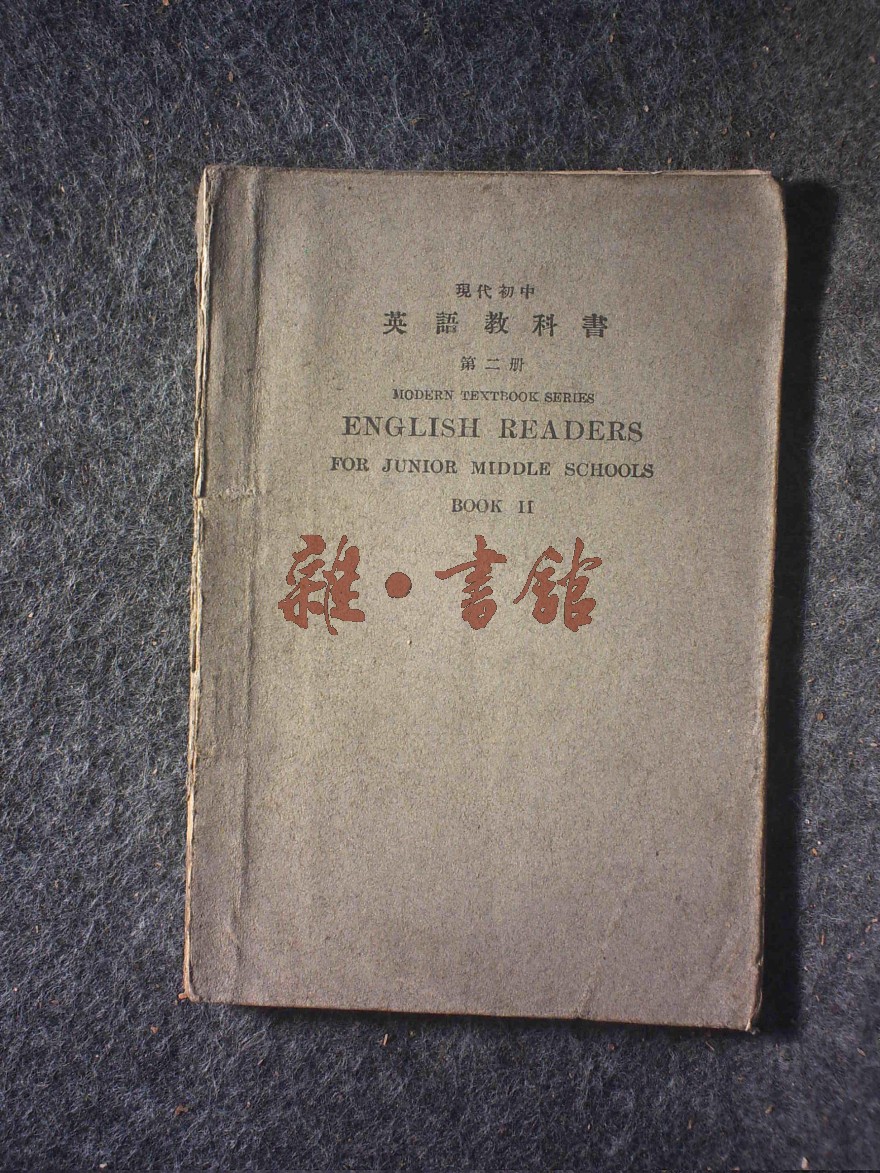 現代初中
英語教科書
第二册
MODERN TEXTBOOK SERIES
ENGLISH READERS
FOR JUNIOR MIDDLE SCHOOLS
BOOK II
雜·書館